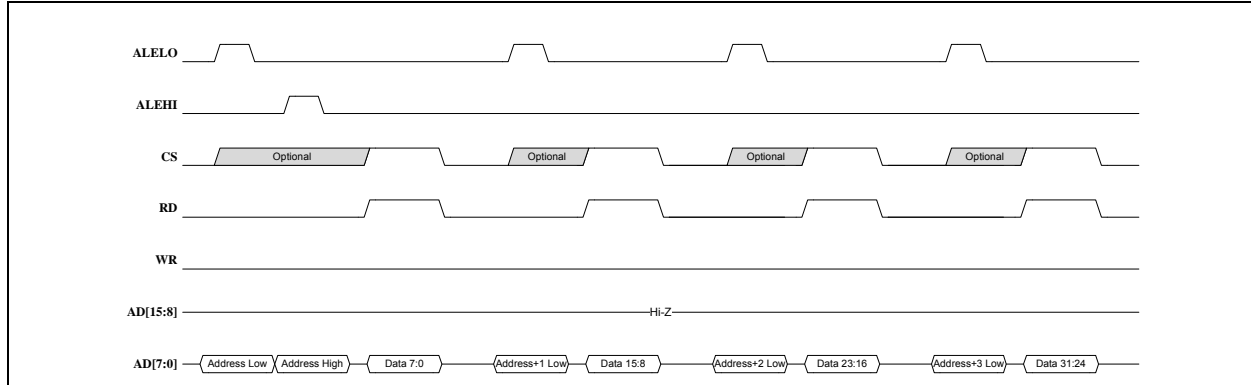 ALELO
ALEHI
CS Optional Optional Optional Optional
RD
WR
AD[15:8] Hi-Z
AD[7:0] Address Low Address High Data 7:0 Address+1 Low Data 15:8 Address+2 Low Data 23:16 Address+3 Low Data 31:24